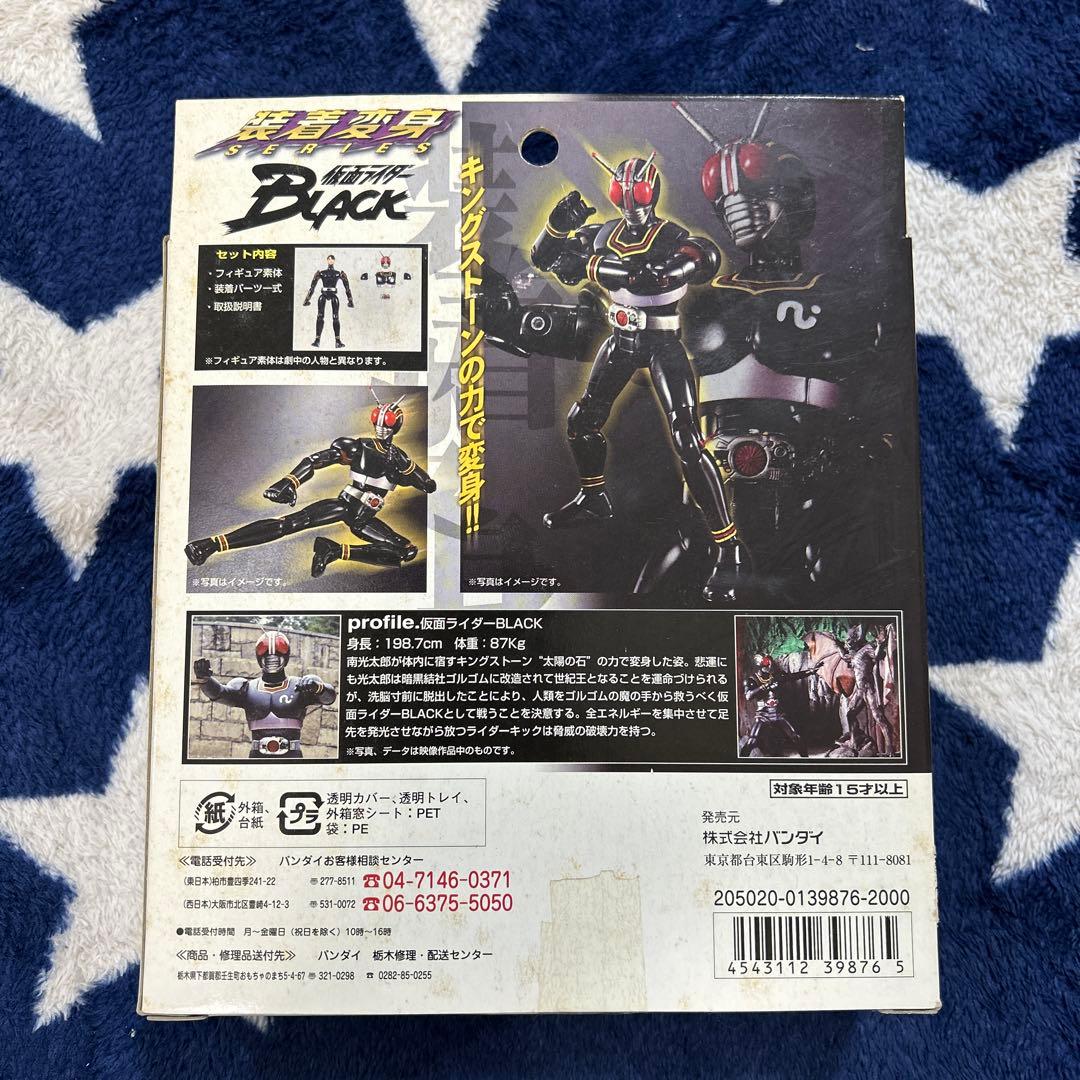 装着変身
SERIES
仮面ライダー
BLACK
セット内容
・フィギュア素体
・装着パーツ一式
・取扱説明書
※フィギュア素体は劇中の人物と異なります。
キングストーンの力で変身!!
※写真はイメージです。
※写真はイメージです。
profile.仮面ライダーBLACK
身長：198.7cm 体重：87Kg
南光太郎が体内に宿すキングストーン“太陽の石”の力で変身した姿。悲運に
も光太郎は暗黒結社ゴルゴムに改造されて世紀王となることを運命づけられる
が、洗脳寸前に脱出したことにより、人類をゴルゴムの魔の手から救うべく仮
面ライダーBLACKとして戦うことを決意する。全エネルギーを集中させて足
先を発光させながら放つライダーキックは脅威の破壊力を持つ。
※写真、データは映像作品中のものです。
対象年齢15才以上
紙
外箱、
台紙
プラ
透明カバー、透明トレイ、
外箱窓シート：PET
袋：PE
発売元
株式会社バンダイ
東京都台東区駒形1-4-8 〒111-8081
≪電話受付先≫ バンダイお客様相談センター
(東日本)柏市豊四季241-22 〒277-8511 ☎04-7146-0371
(西日本)大阪市北区豊崎4-12-3 〒531-0072 ☎06-6375-5050
●電話受付時間 月～金曜日（祝日を除く）10時～16時
≪商品・修理品送付先≫ バンダイ 栃木修理・配送センター
栃木県下都賀郡壬生町おもちゃのまち5-4-67 〒321-0298 ☎0282-85-0255
205020-0139876-2000
4543112 39876 5